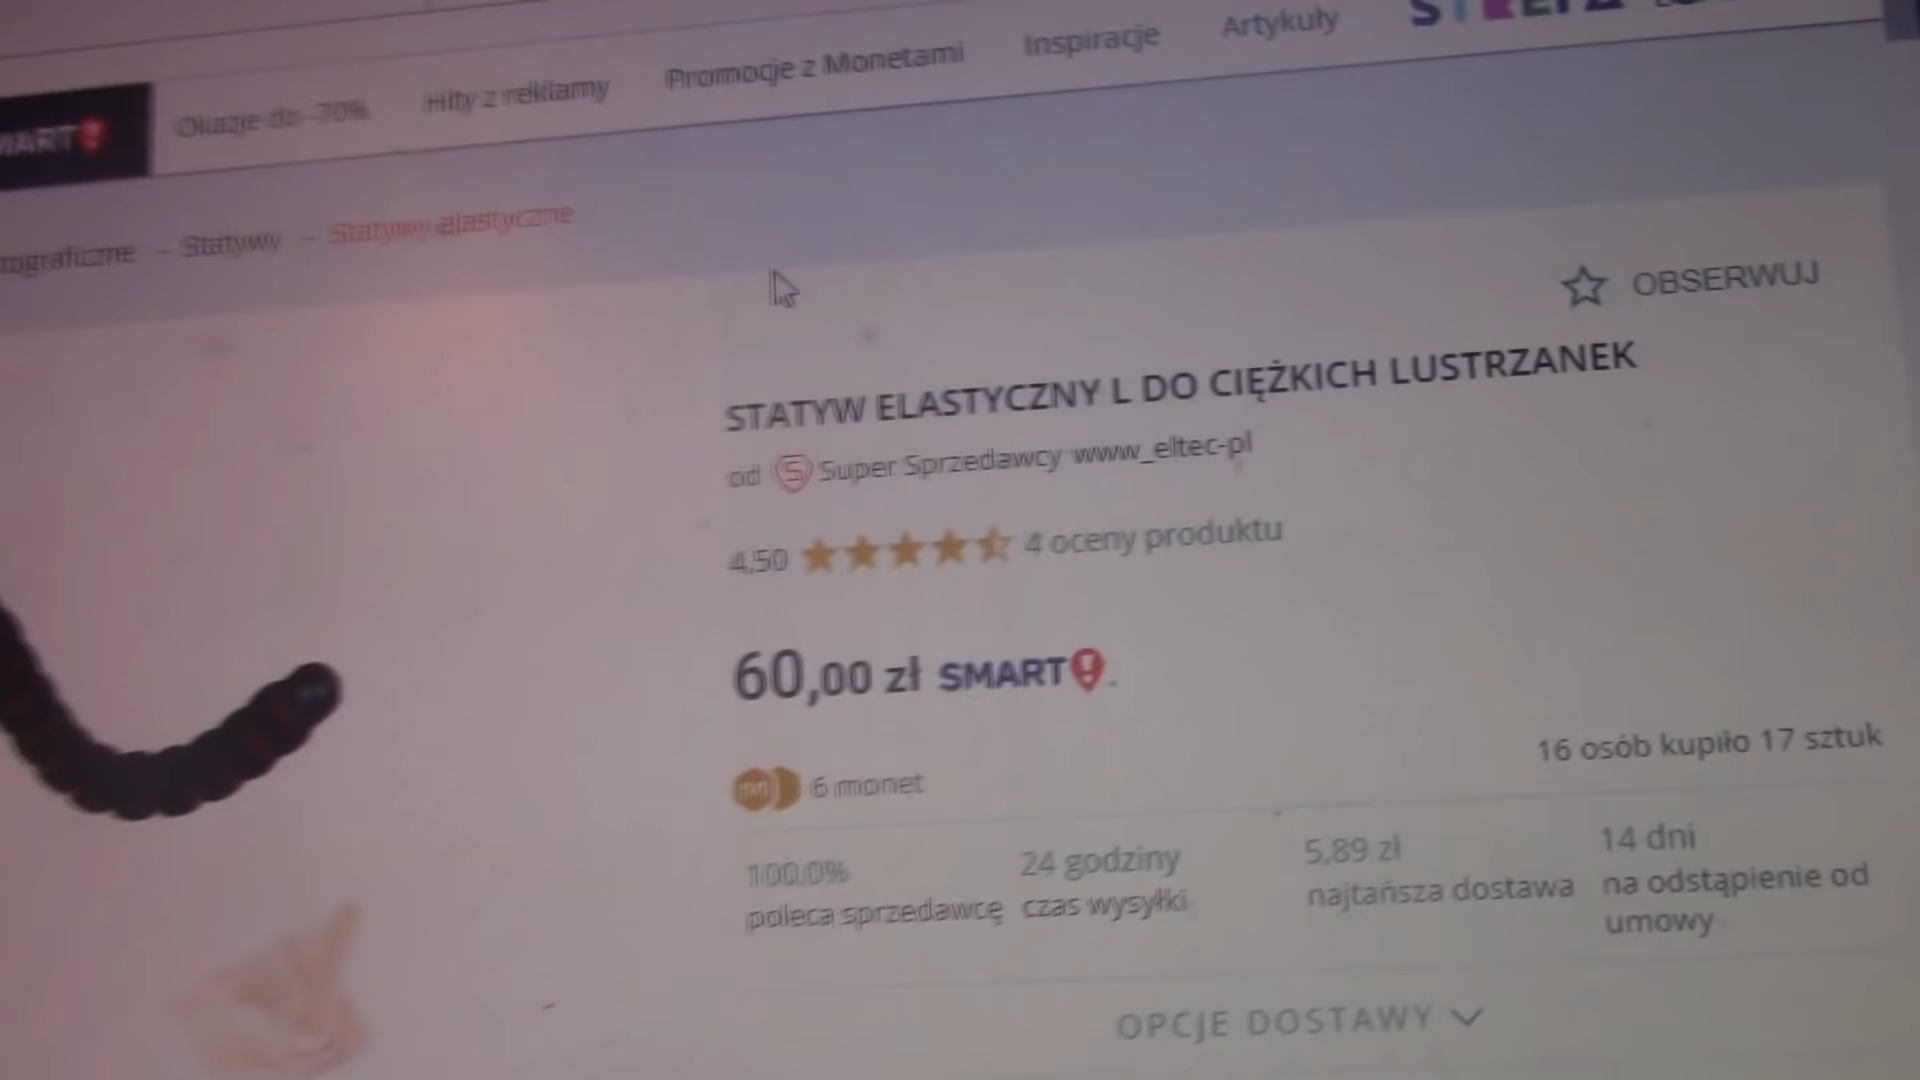 SMART!
Okazje do -70% Hity z reklamy Promocje z Monetami Inspiracje Artykuły
Statywy - Statywy elastyczne
OBSERWUJ
STATYW ELASTYCZNY L DO CIĘŻKICH LUSTRZANEK
od S Super Sprzedawcy www_eltec-pl
4,50 4 oceny produktu
60,00 zł SMART!
16 osób kupiło 17 sztuk
6 monet
100,0% 24 godziny 5,89 zł 14 dni
poleca sprzedawcę czas wysyłki najtańsza dostawa na odstąpienie od
umowy
OPCJE DOSTAWY